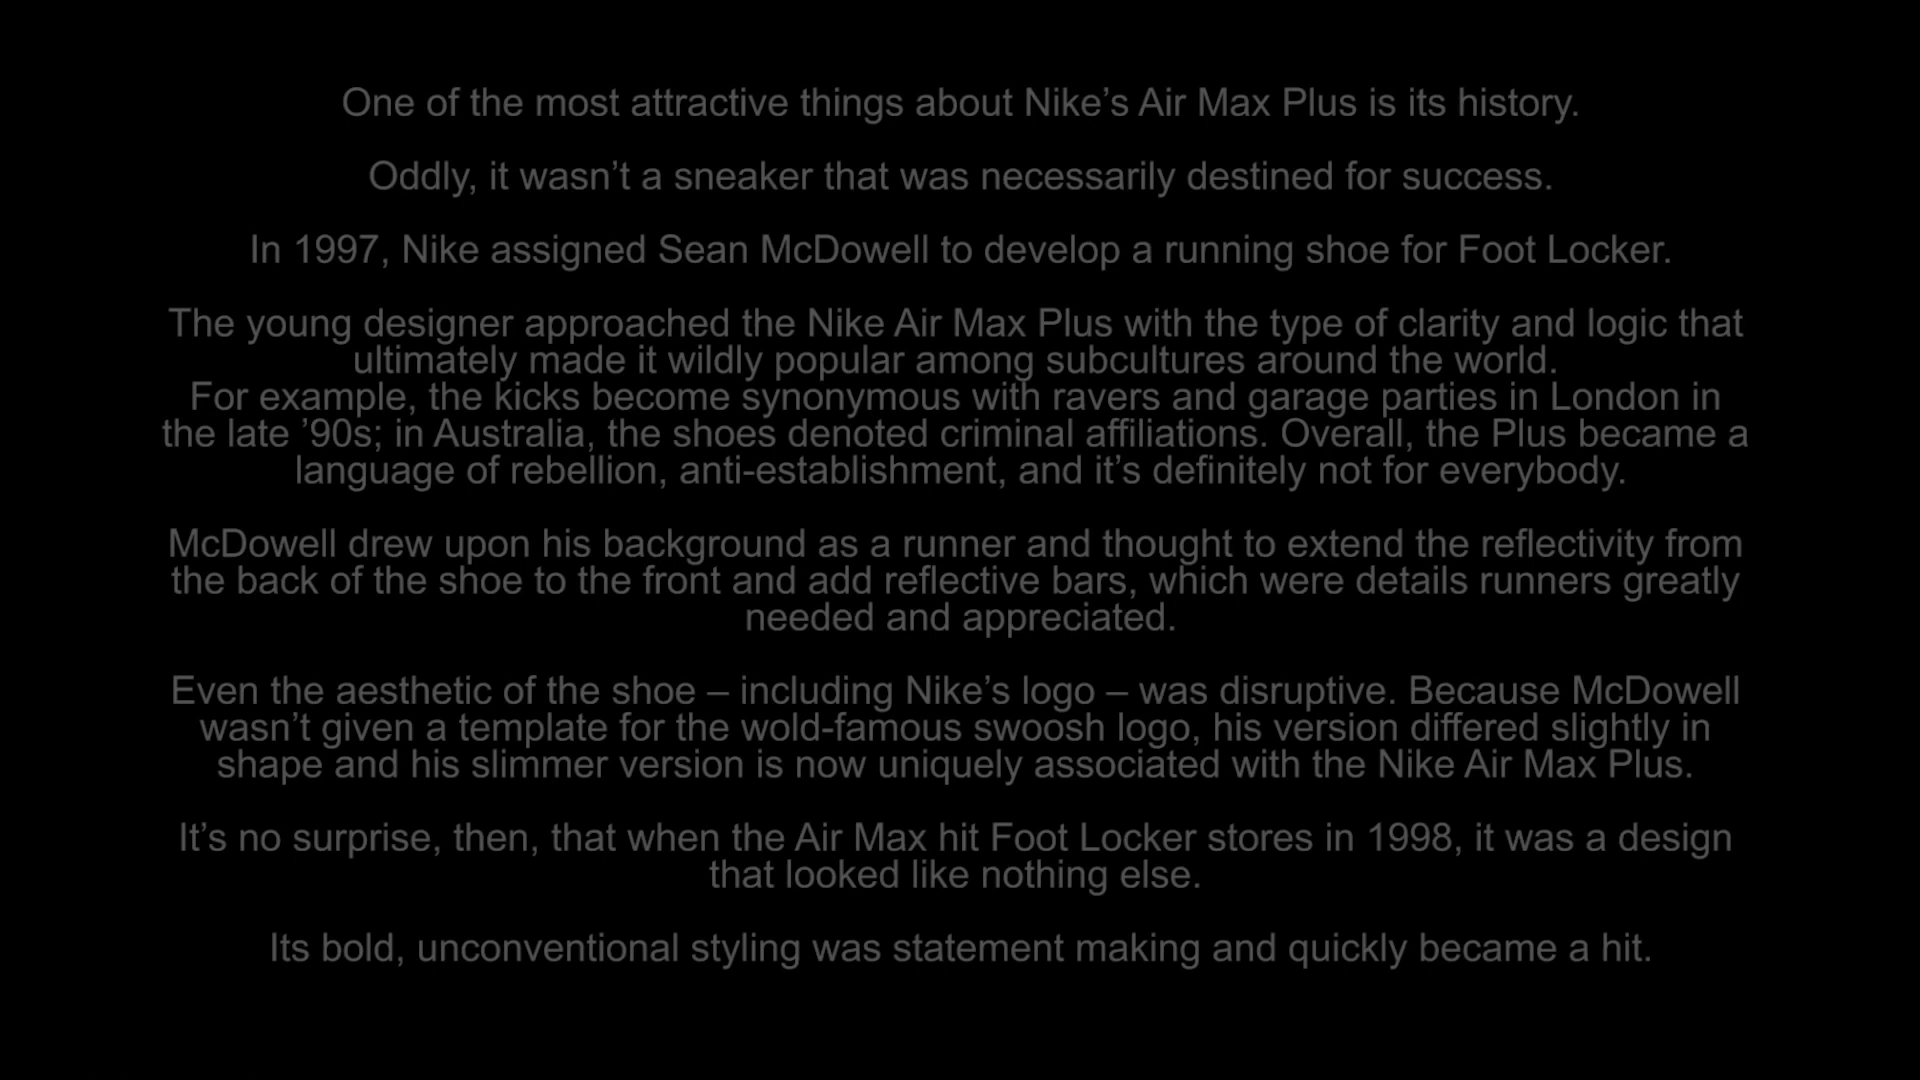 One of the most attractive things about Nike’s Air Max Plus is its history.
Oddly, it wasn’t a sneaker that was necessarily destined for success.
In 1997, Nike assigned Sean McDowell to develop a running shoe for Foot Locker.
The young designer approached the Nike Air Max Plus with the type of clarity and logic that
ultimately made it wildly popular among subcultures around the world.
For example, the kicks become synonymous with ravers and garage parties in London in
the late ’90s; in Australia, the shoes denoted criminal affiliations. Overall, the Plus became a
language of rebellion, anti-establishment, and it’s definitely not for everybody.
McDowell drew upon his background as a runner and thought to extend the reflectivity from
the back of the shoe to the front and add reflective bars, which were details runners greatly
needed and appreciated.
Even the aesthetic of the shoe – including Nike’s logo – was disruptive. Because McDowell
wasn’t given a template for the wold-famous swoosh logo, his version differed slightly in
shape and his slimmer version is now uniquely associated with the Nike Air Max Plus.
It’s no surprise, then, that when the Air Max hit Foot Locker stores in 1998, it was a design
that looked like nothing else.
Its bold, unconventional styling was statement making and quickly became a hit.